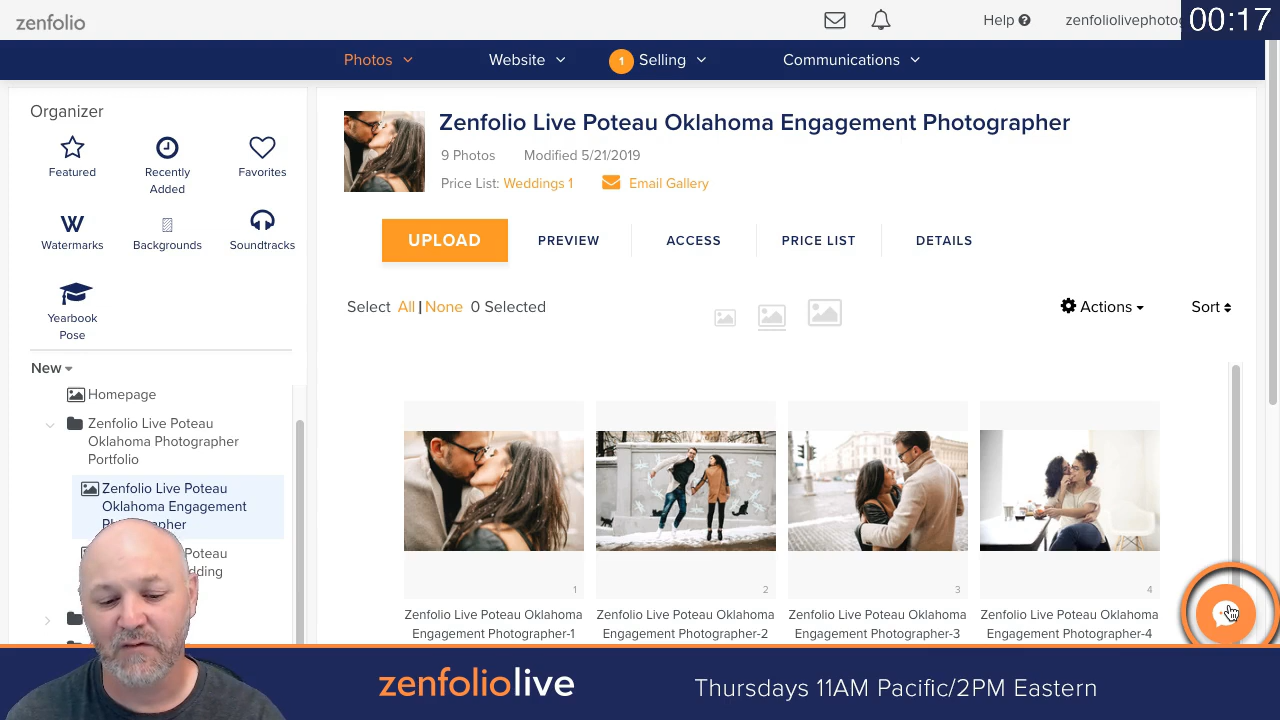 zenfolio
Help
zenfoliolivephotog
00:17
Photos
Website
1
Selling
Communications
Organizer
Featured
Recently
Added
Favorites
W
Watermarks
Backgrounds
Soundtracks
Yearbook
Pose
New
Homepage
Zenfolio Live Poteau
Oklahoma Photographer
Portfolio
Zenfolio Live Poteau
Oklahoma Engagement
Zenfolio Live Poteau Oklahoma Engagement Photographer
9 Photos
Modified 5/21/2019
Price List: Weddings 1
Email Gallery
UPLOAD
PREVIEW
ACCESS
PRICE LIST
DETAILS
Select All | None 0 Selected
Actions
Sort
1
2
3
4
Zenfolio Live Poteau Oklahoma
Engagement Photographer-1
Zenfolio Live Poteau Oklahoma
Engagement Photographer-2
Zenfolio Live Poteau Oklahoma
Engagement Photographer-3
Zenfolio Live Poteau Oklahoma
Engagement Photographer-4
zenfoliolive
Thursdays 11AM Pacific/2PM Eastern